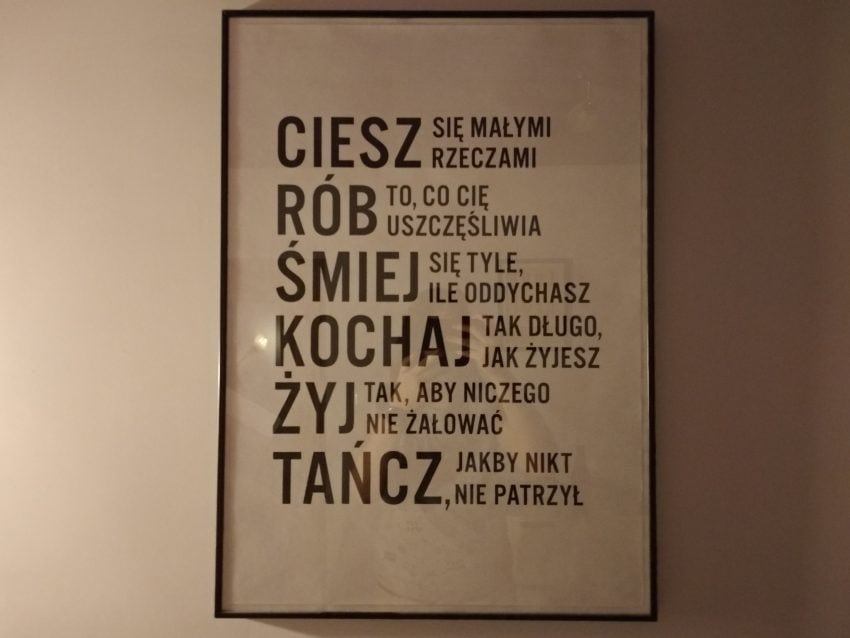 CIESZ SIĘ MAŁYMI
RZECZAMI
RÓB TO, CO CIĘ
USZCZĘŚLIWIA
ŚMIEJ SIĘ TYLE,
ILE ODDYCHASZ
KOCHAJ TAK DŁUGO,
JAK ŻYJESZ
ŻYJ TAK, ABY NICZEGO
NIE ŻAŁOWAĆ
TAŃCZ, JAKBY NIKT
NIE PATRZYŁ